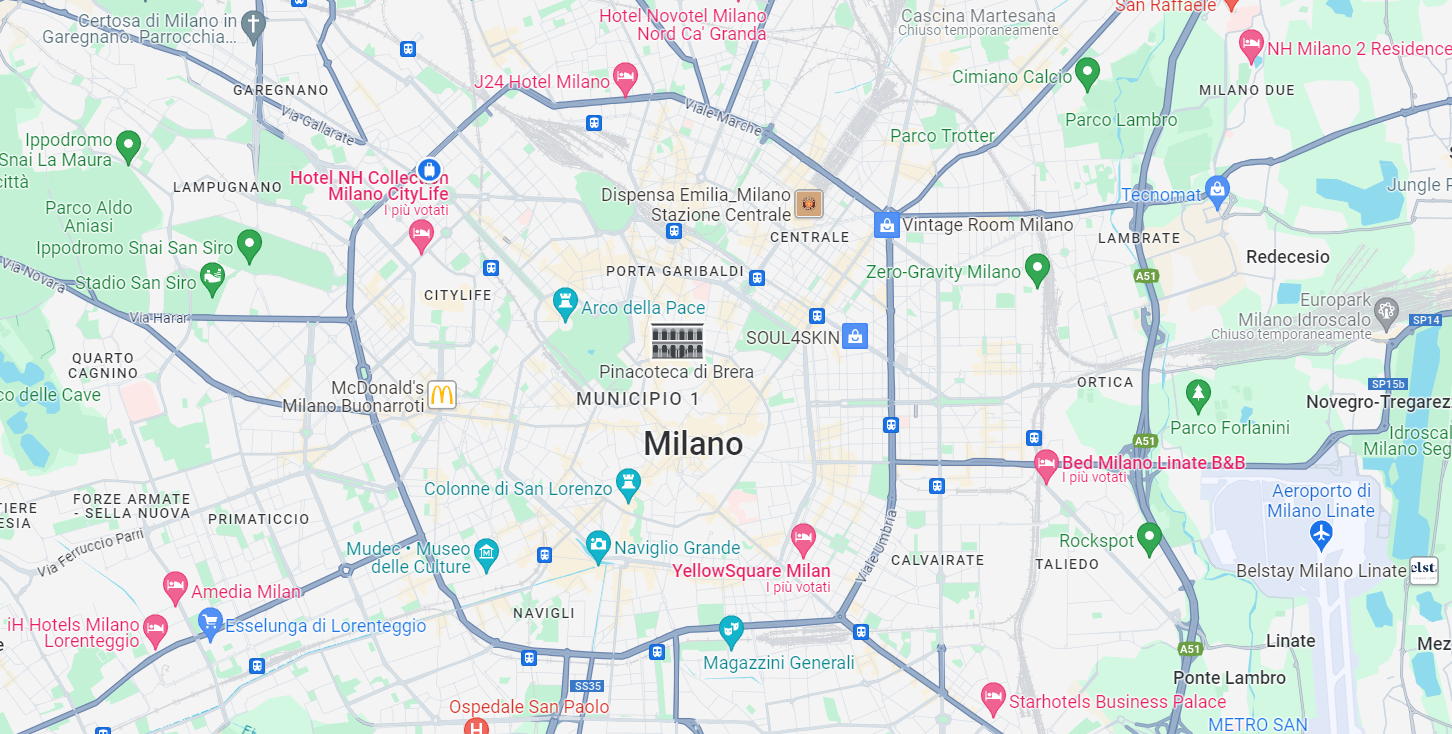 Certosa di Milano in
Garegnano. Parrocchia...
Hotel Novotel Milano
Nord Ca' Granda
Cascina Martesana
Chiuso temporaneamente
San Raffaele
NH Milano 2 Residence
J24 Hotel Milano
Cimiano Calcio
GAREGNANO
MILANO DUE
Via Gallarate
Viale Marche
Parco Lambro
Parco Trotter
Ippodromo
Snai La Maura
città
LAMPUGNANO
Hotel NH Collection
Milano CityLife
I più votati
Dispensa Emilia_Milano
Stazione Centrale
Tecnomat
Jungle P
Parco Aldo
Aniasi
Vintage Room Milano
CENTRALE
LAMBRATE
Ippodromo Snai San Siro
Redecesio
Via Novara
Stadio San Siro
PORTA GARIBALDI
Zero-Gravity Milano
A51
CITYLIFE
Arco della Pace
Europark
Milano Idroscalo
Chiuso temporaneamente
SP14
Via Harar
SOUL4SKIN
QUARTO
CAGNINO
Pinacoteca di Brera
ORTICA
SP15b
McDonald's
Milano Buonarroti
MUNICIPIO 1
co delle Cave
Novegro-Tregarez
Parco Forlanini
Milano
A51
Idroscal
Milano Seg
Bed Milano Linate B&B
I più votati
Colonne di San Lorenzo
Aeroporto di
Milano Linate
FORZE ARMATE
- SELLA NUOVA
TIERE
ESIA
PRIMATICCIO
Via Ferruccio Parri
Mudec • Museo
delle Culture
Naviglio Grande
Viale Umbria
Rockspot
CALVAIRATE
TALIEDO
YellowSquare Milan
I più votati
Belstay Milano Linate
elst.
Amedia Milan
NAVIGLI
iH Hotels Milano
Lorenteggio
Esselunga di Lorenteggio
Linate
Mez
A51
Magazzini Generali
Ponte Lambro
SS35
Starhotels Business Palace
Ospedale San Paolo
H
METRO SAN